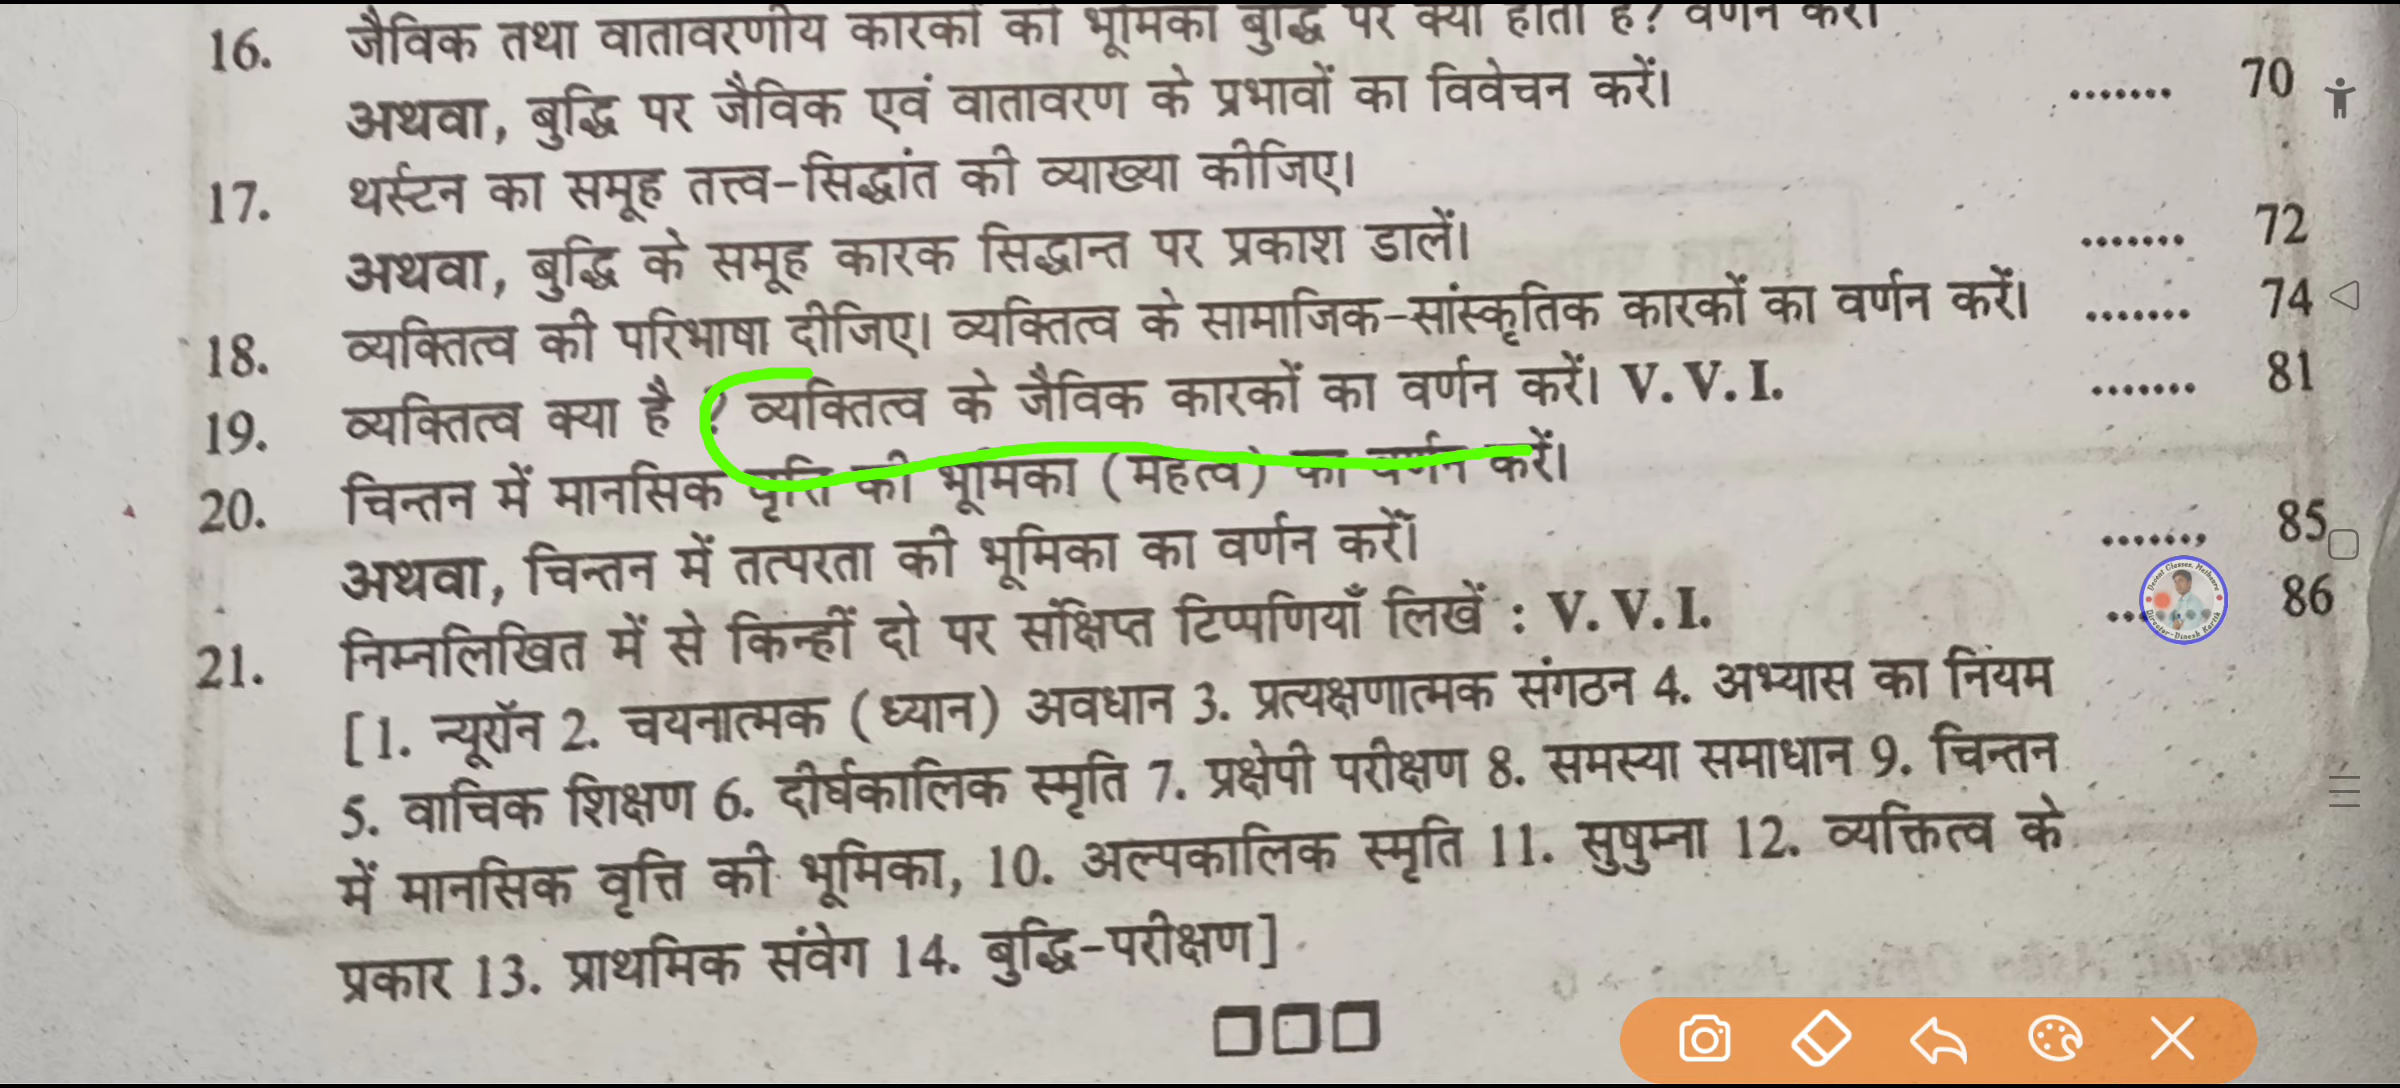 16. जैविक तथा वातावरणीय कारकों की भूमिका बुद्धि पर क्या होती है? वर्णन करें।
अथवा, बुद्धि पर जैविक एवं वातावरण के प्रभावों का विवेचन करें। ....... 70
17. थर्स्टन का समूह तत्त्व-सिद्धांत की व्याख्या कीजिए।
अथवा, बुद्धि के समूह कारक सिद्धान्त पर प्रकाश डालें। ....... 72
18. व्यक्तित्व की परिभाषा दीजिए। व्यक्तित्व के सामाजिक-सांस्कृतिक कारकों का वर्णन करें। ....... 74
19. व्यक्तित्व क्या है ? व्यक्तित्व के जैविक कारकों का वर्णन करें। V. V. I. ....... 81
20. चिन्तन में मानसिक वृत्ति की भूमिका (महत्व) का वर्णन करें।
अथवा, चिन्तन में तत्परता की भूमिका का वर्णन करें। ......, 85
21. निम्नलिखित में से किन्हीं दो पर संक्षिप्त टिप्पणियाँ लिखें : V. V. I. ... 86
[1. न्यूरॉन 2. चयनात्मक (ध्यान) अवधान 3. प्रत्यक्षणात्मक संगठन 4. अभ्यास का नियम
5. वाचिक शिक्षण 6. दीर्घकालिक स्मृति 7. प्रक्षेपी परीक्षण 8. समस्या समाधान 9. चिन्तन
में मानसिक वृत्ति की भूमिका, 10. अल्पकालिक स्मृति 11. सुषुम्ना 12. व्यक्तित्व के
प्रकार 13. प्राथमिक संवेग 14. बुद्धि-परीक्षण]